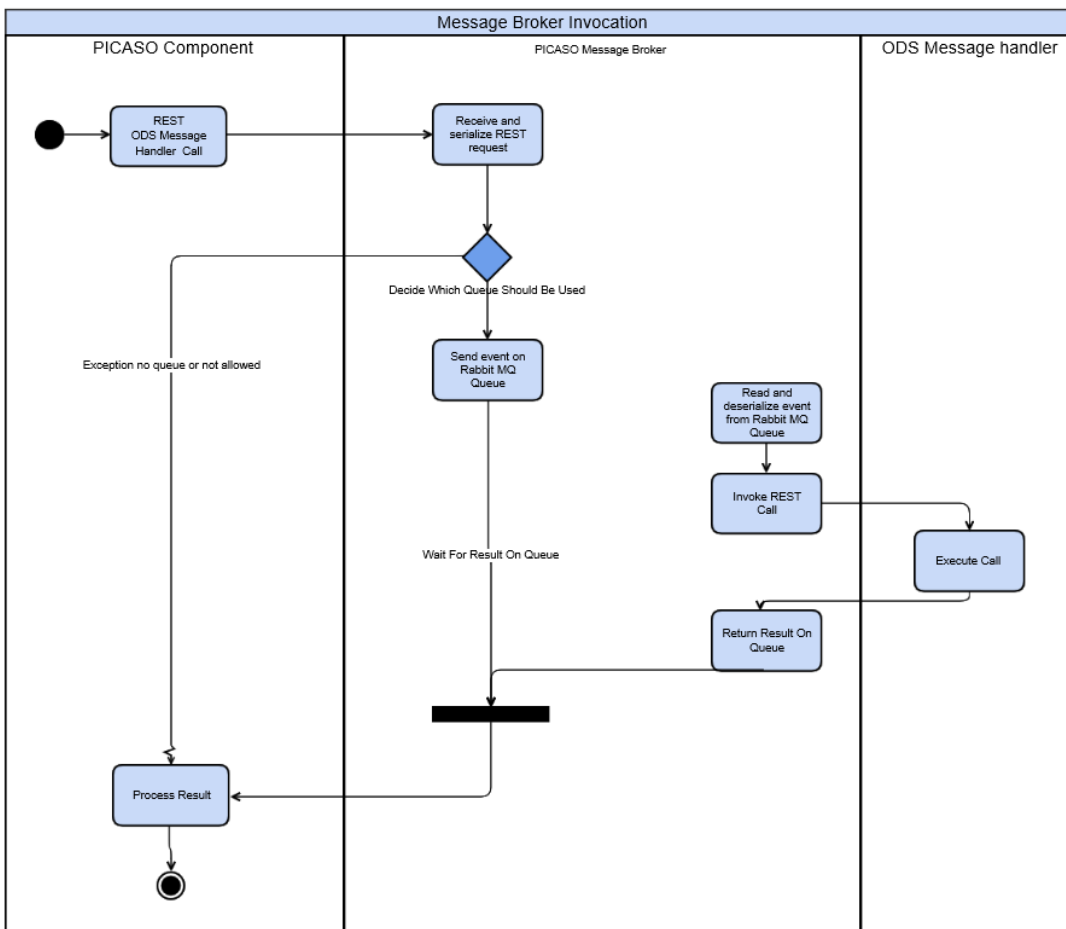 Message Broker Invocation
PICASO Component
PICASO Message Broker
ODS Message handler
REST
ODS Message
Handler Call
Receive and
serialize REST
request
Decide Which Queue Should Be Used
Exception no queue or not allowed
Send event on
Rabbit MQ
Queue
Read and
deserialize event
from Rabbit MQ
Queue
Invoke REST
Call
Wait For Result On Queue
Execute Call
Return Result On
Queue
Process Result